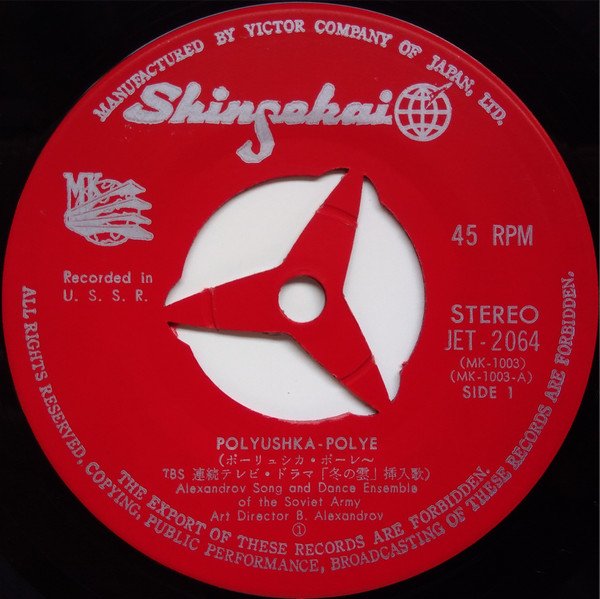 MANUFACTURED BY VICTOR COMPANY OF JAPAN, LTD.
Shinsekai
MK
Recorded in
U. S. S. R.
45 RPM
STEREO
JET-2064
(MK-1003)
(MK-1003-A)
SIDE 1
POLYUSHKA-POLYE
(ポーリュシカ・ポーレ〜
TBS 連続テレビ・ドラマ「冬の雲」挿入歌)
Alexandrov Song and Dance Ensemble
of the Soviet Army
Art Director B. Alexandrov
①
ALL RIGHTS RESERVED, COPYING, PUBLIC PERFORMANCE, BROADCASTING OF THESE RECORDS ARE FORBIDDEN.
THE EXPORT OF THESE RECORDS ARE FORBIDDEN.